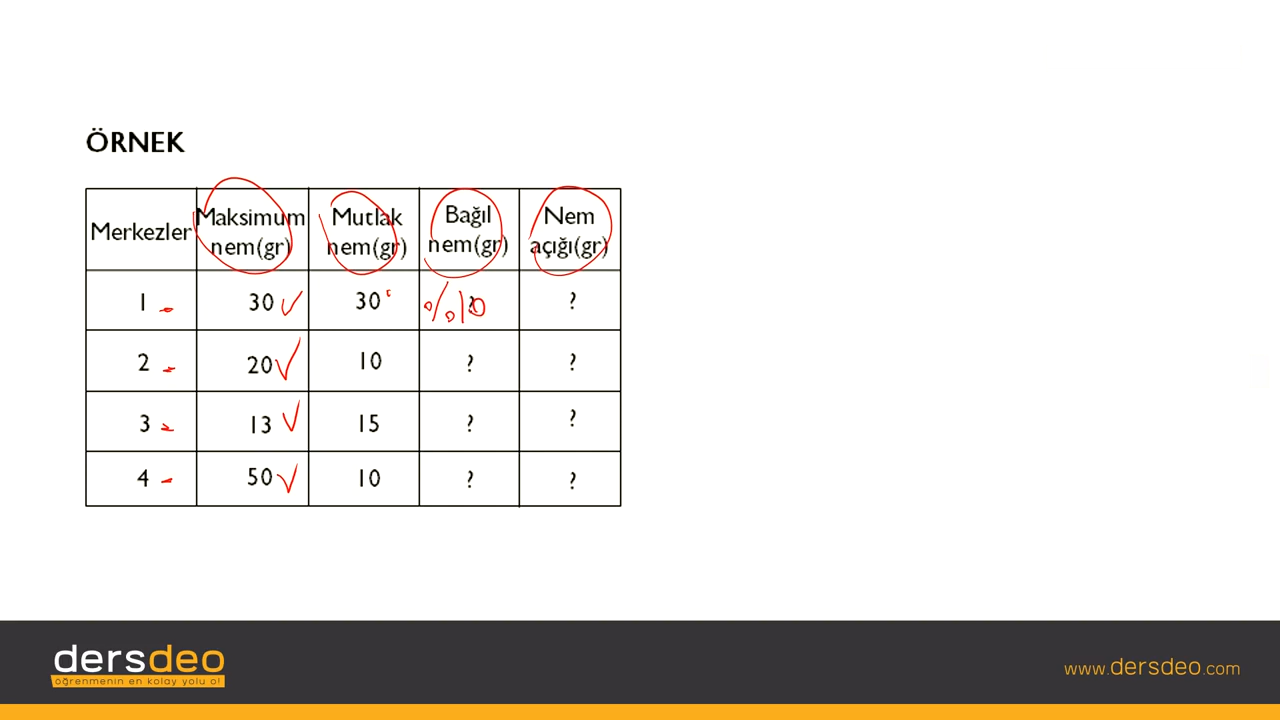 ÖRNEK
Merkezler Maksimum nem(gr) Mutlak nem(gr) Bağıl nem(gr) Nem açığı(gr)
1 30 30 %10 ?
2 20 10 ? ?
3 13 15 ? ?
4 50 10 ? ?
dersdeo
öğrenmenin en kolay yolu o!
www.dersdeo.com